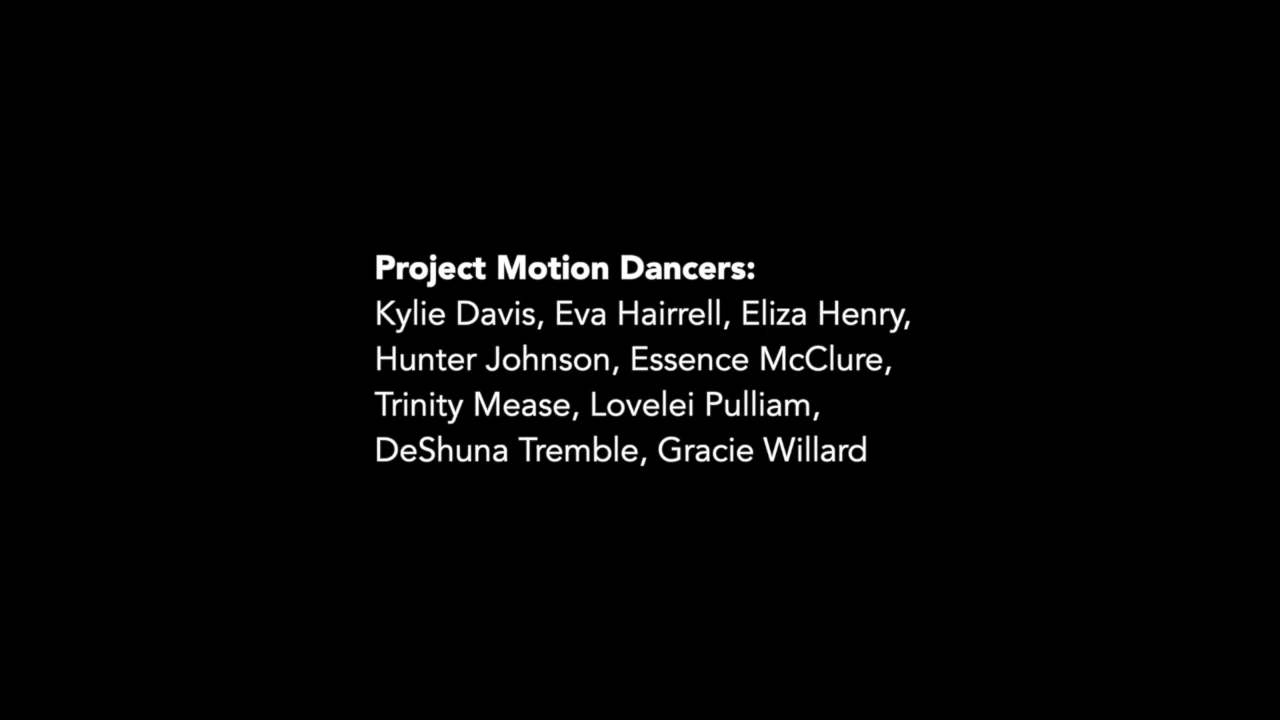 Project Motion Dancers:
Kylie Davis, Eva Hairrell, Eliza Henry,
Hunter Johnson, Essence McClure,
Trinity Mease, Lovelei Pulliam,
DeShuna Tremble, Gracie Willard